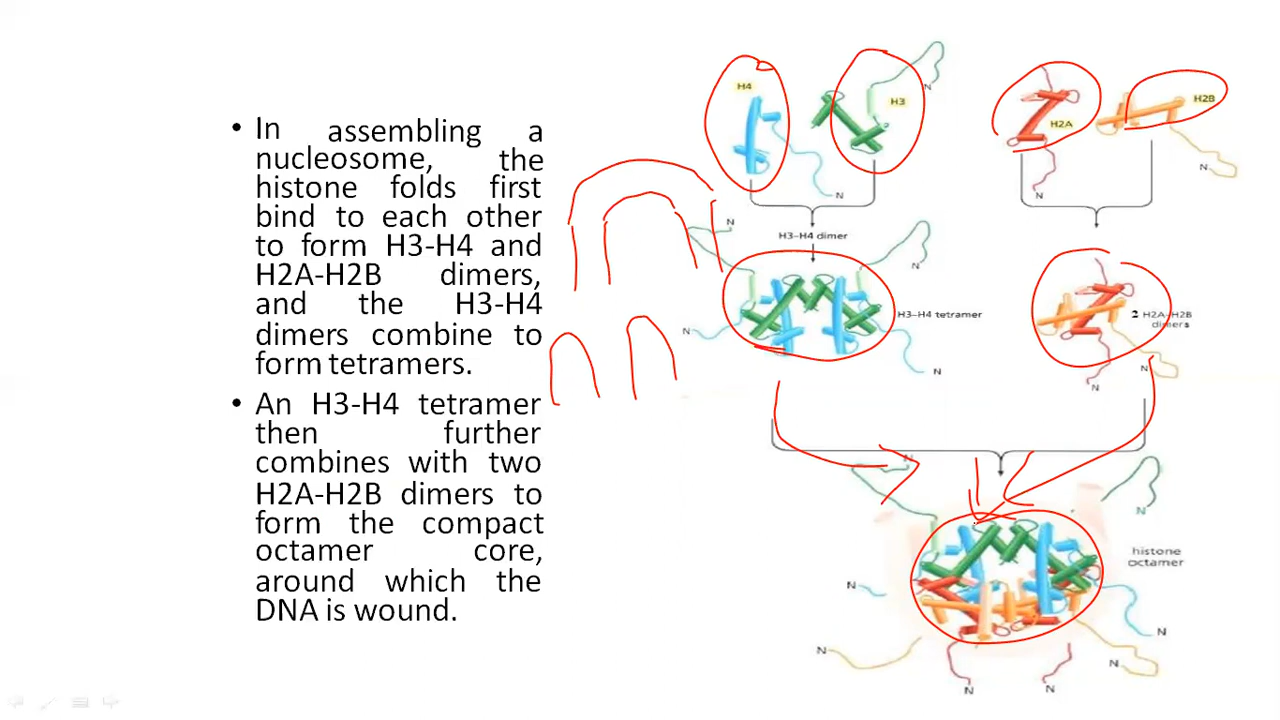 • In assembling a
nucleosome, the
histone folds first
bind to each other
to form H3-H4 and
H2A-H2B dimers,
and the H3-H4
dimers combine to
form tetramers.
• An H3-H4 tetramer
then further
combines with two
H2A-H2B dimers to
form the compact
octamer core,
around which the
DNA is wound.
H4
H3
N
N
H2A
H2B
N
N
H3–H4 dimer
N
N
N
N
H3–H4 tetramer
2 H2A–H2B
dimers
N
N
N
N
histone
octamer
N
N
N
N
N
N